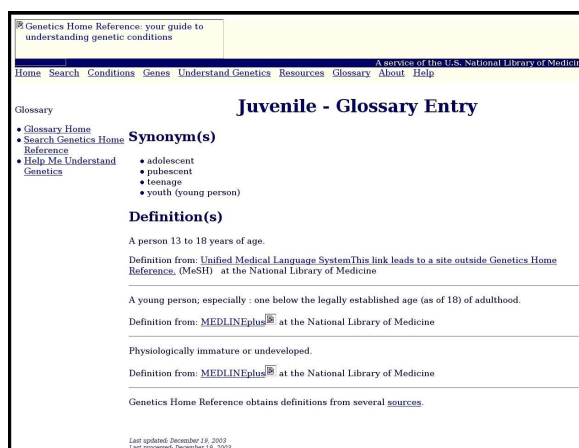 Genetics Home Reference: your guide to
understanding genetic conditions
A service of the U.S. National Library of Medicin
Home Search Conditions Genes Understand Genetics Resources Glossary About Help
Glossary
• Glossary Home
• Search Genetics Home
Reference
• Help Me Understand
Genetics
Juvenile - Glossary Entry
Synonym(s)
• adolescent
• pubescent
• teenage
• youth (young person)
Definition(s)
A person 13 to 18 years of age.
Definition from: Unified Medical Language SystemThis link leads to a site outside Genetics Home
Reference. (MeSH) at the National Library of Medicine
A young person; especially : one below the legally established age (as of 18) of adulthood.
Definition from: MEDLINEplus at the National Library of Medicine
Physiologically immature or undeveloped.
Definition from: MEDLINEplus at the National Library of Medicine
Genetics Home Reference obtains definitions from several sources.
Last updated: December 19, 2003
Last processed: December 19, 2003